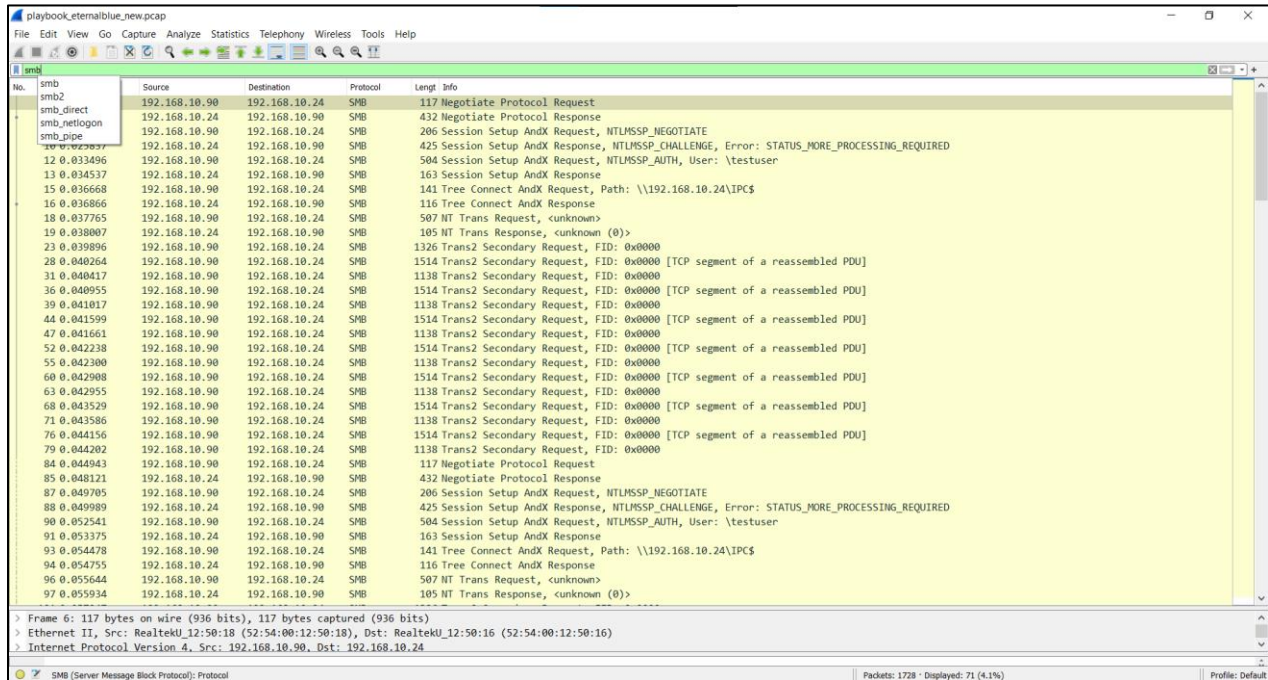 playbook_eternalblue_new.pcap
File Edit View Go Capture Analyze Statistics Telephony Wireless Tools Help
smb
smb
smb2
smb_direct
smb_netlogon
smb_pipe
No. Source Destination Protocol Lengt Info
192.168.10.90 192.168.10.24 SMB 117 Negotiate Protocol Request
192.168.10.24 192.168.10.90 SMB 432 Negotiate Protocol Response
192.168.10.90 192.168.10.24 SMB 206 Session Setup AndX Request, NTLMSSP_NEGOTIATE
10 0.025837 192.168.10.24 192.168.10.90 SMB 425 Session Setup AndX Response, NTLMSSP_CHALLENGE, Error: STATUS_MORE_PROCESSING_REQUIRED
12 0.033496 192.168.10.90 192.168.10.24 SMB 504 Session Setup AndX Request, NTLMSSP_AUTH, User: \testuser
13 0.034537 192.168.10.24 192.168.10.90 SMB 163 Session Setup AndX Response
15 0.036668 192.168.10.90 192.168.10.24 SMB 141 Tree Connect AndX Request, Path: \\192.168.10.24\IPC$
16 0.036866 192.168.10.24 192.168.10.90 SMB 116 Tree Connect AndX Response
18 0.037765 192.168.10.90 192.168.10.24 SMB 507 NT Trans Request, <unknown>
19 0.038007 192.168.10.24 192.168.10.90 SMB 105 NT Trans Response, <unknown (0)>
23 0.039896 192.168.10.90 192.168.10.24 SMB 1326 Trans2 Secondary Request, FID: 0x0000
28 0.040264 192.168.10.90 192.168.10.24 SMB 1514 Trans2 Secondary Request, FID: 0x0000 [TCP segment of a reassembled PDU]
31 0.040417 192.168.10.90 192.168.10.24 SMB 1138 Trans2 Secondary Request, FID: 0x0000
36 0.040955 192.168.10.90 192.168.10.24 SMB 1514 Trans2 Secondary Request, FID: 0x0000 [TCP segment of a reassembled PDU]
39 0.041017 192.168.10.90 192.168.10.24 SMB 1138 Trans2 Secondary Request, FID: 0x0000
44 0.041599 192.168.10.90 192.168.10.24 SMB 1514 Trans2 Secondary Request, FID: 0x0000 [TCP segment of a reassembled PDU]
47 0.041661 192.168.10.90 192.168.10.24 SMB 1138 Trans2 Secondary Request, FID: 0x0000
52 0.042238 192.168.10.90 192.168.10.24 SMB 1514 Trans2 Secondary Request, FID: 0x0000 [TCP segment of a reassembled PDU]
55 0.042300 192.168.10.90 192.168.10.24 SMB 1138 Trans2 Secondary Request, FID: 0x0000
60 0.042908 192.168.10.90 192.168.10.24 SMB 1514 Trans2 Secondary Request, FID: 0x0000 [TCP segment of a reassembled PDU]
63 0.042955 192.168.10.90 192.168.10.24 SMB 1138 Trans2 Secondary Request, FID: 0x0000
68 0.043529 192.168.10.90 192.168.10.24 SMB 1514 Trans2 Secondary Request, FID: 0x0000 [TCP segment of a reassembled PDU]
71 0.043586 192.168.10.90 192.168.10.24 SMB 1138 Trans2 Secondary Request, FID: 0x0000
76 0.044156 192.168.10.90 192.168.10.24 SMB 1514 Trans2 Secondary Request, FID: 0x0000 [TCP segment of a reassembled PDU]
79 0.044202 192.168.10.90 192.168.10.24 SMB 1138 Trans2 Secondary Request, FID: 0x0000
84 0.044943 192.168.10.90 192.168.10.24 SMB 117 Negotiate Protocol Request
85 0.048121 192.168.10.24 192.168.10.90 SMB 432 Negotiate Protocol Response
87 0.049705 192.168.10.90 192.168.10.24 SMB 206 Session Setup AndX Request, NTLMSSP_NEGOTIATE
88 0.049989 192.168.10.24 192.168.10.90 SMB 425 Session Setup AndX Response, NTLMSSP_CHALLENGE, Error: STATUS_MORE_PROCESSING_REQUIRED
90 0.052541 192.168.10.90 192.168.10.24 SMB 504 Session Setup AndX Request, NTLMSSP_AUTH, User: \testuser
91 0.053375 192.168.10.24 192.168.10.90 SMB 163 Session Setup AndX Response
93 0.054478 192.168.10.90 192.168.10.24 SMB 141 Tree Connect AndX Request, Path: \\192.168.10.24\IPC$
94 0.054755 192.168.10.24 192.168.10.90 SMB 116 Tree Connect AndX Response
96 0.055644 192.168.10.90 192.168.10.24 SMB 507 NT Trans Request, <unknown>
97 0.055934 192.168.10.24 192.168.10.90 SMB 105 NT Trans Response, <unknown (0)>
> Frame 6: 117 bytes on wire (936 bits), 117 bytes captured (936 bits)
> Ethernet II, Src: RealtekU_12:50:18 (52:54:00:12:50:18), Dst: RealtekU_12:50:16 (52:54:00:12:50:16)
> Internet Protocol Version 4, Src: 192.168.10.90, Dst: 192.168.10.24
SMB (Server Message Block Protocol): Protocol Packets: 1728 · Displayed: 71 (4.1%) Profile: Default